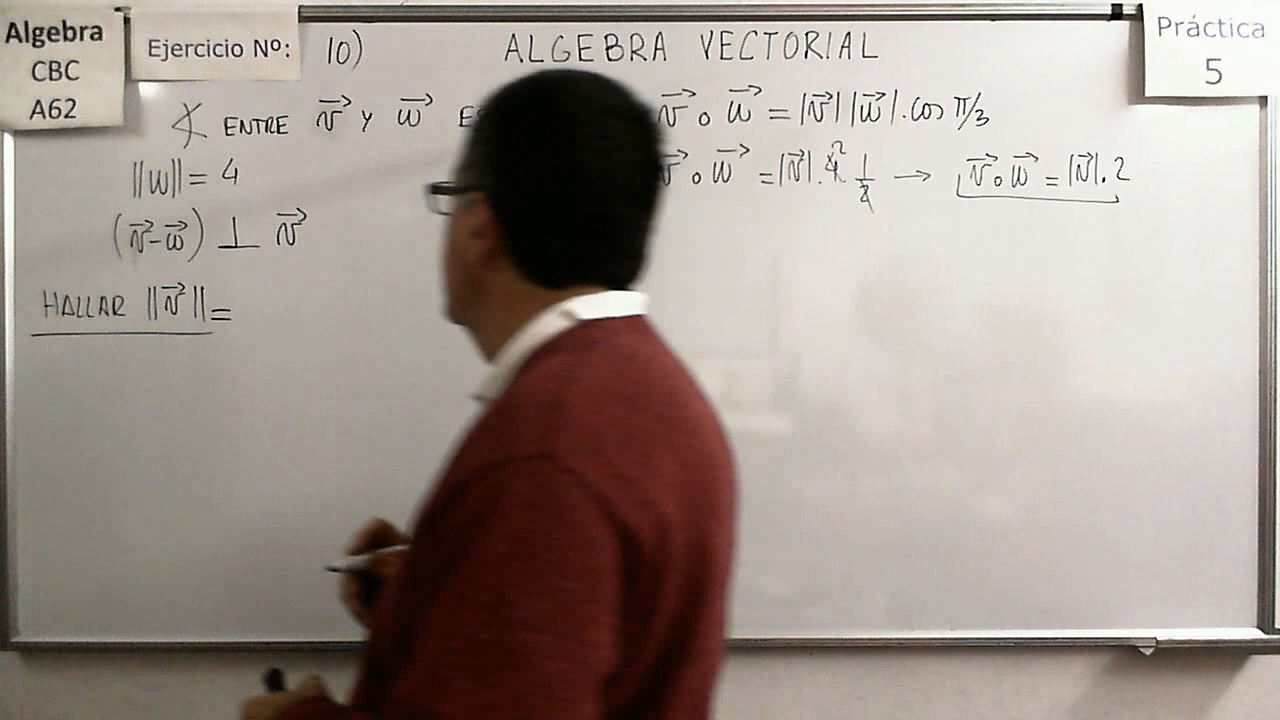 Algebra
CBC
A62
Ejercicio Nº: 10)
ALGEBRA VECTORIAL
Práctica
5
∡ ENTRE v⃗ Y w⃗
v⃗ ∘ w⃗ = |v⃗| |w⃗| . cos π/3
||w|| = 4
v⃗ ∘ w⃗ = |v⃗| . 4 2 1/2 → v⃗ ∘ w⃗ = |v⃗| . 2
(v⃗-w⃗) ⊥ v⃗
HALLAR ||v⃗|| =